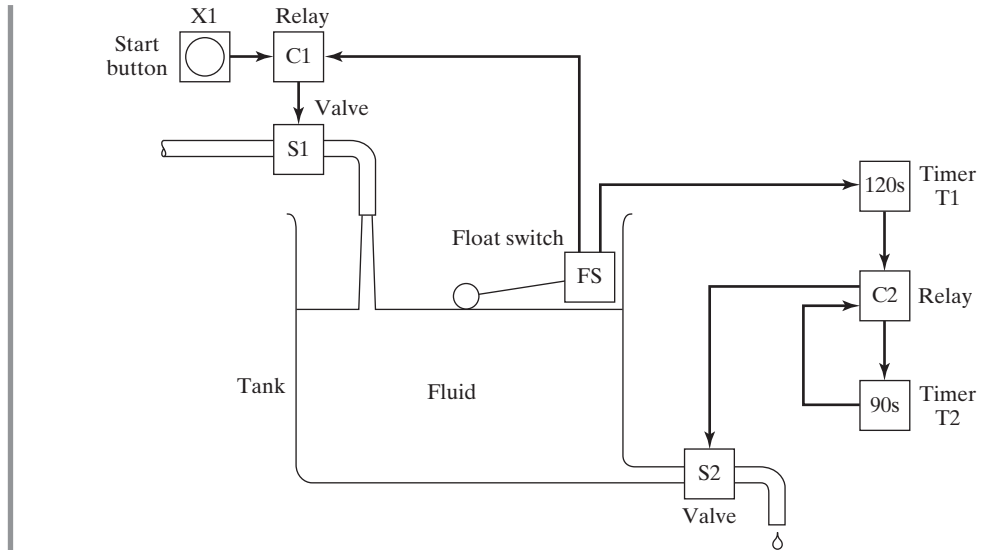 X1
Relay
Start
button
C1
Valve
S1
120s
Timer
T1
Float switch
FS
C2
Relay
Tank
Fluid
90s
Timer
T2
S2
Valve